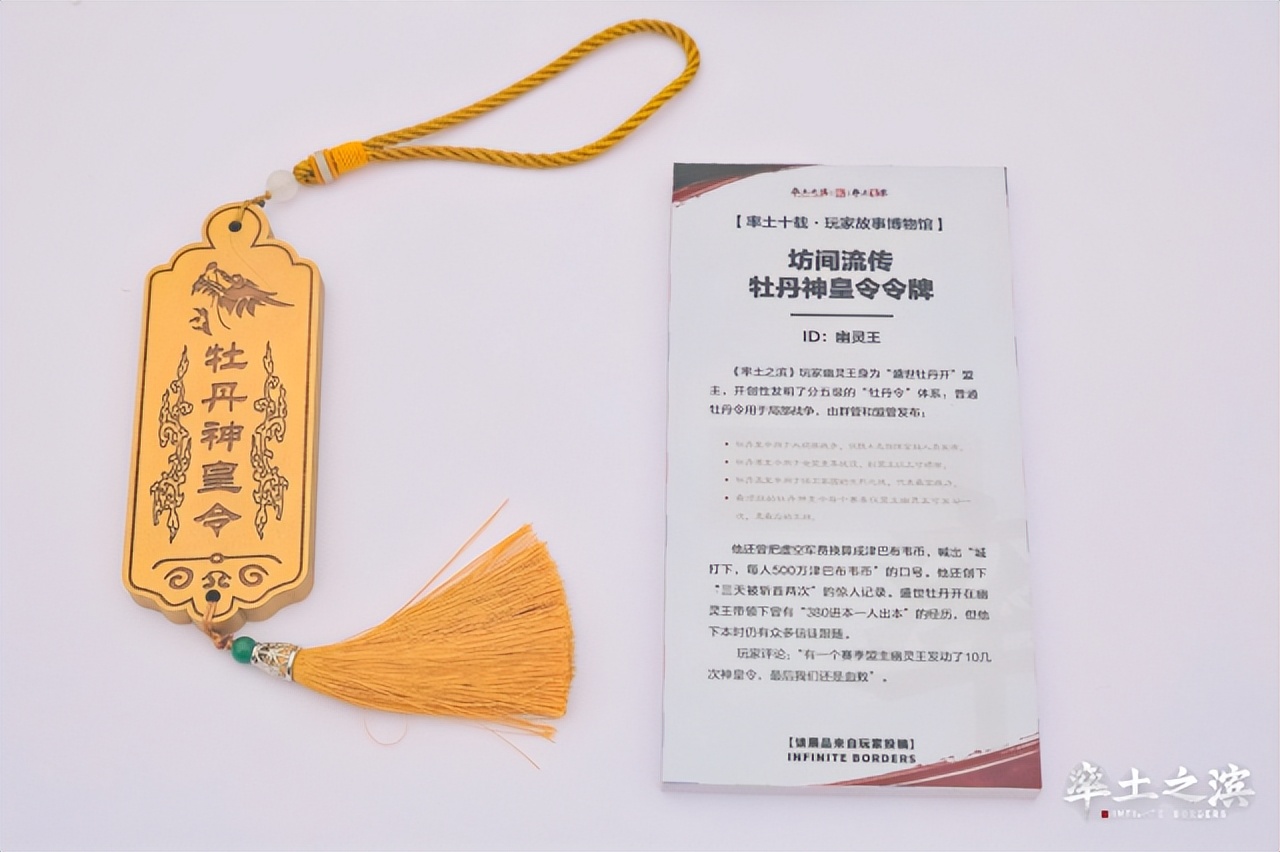 牡丹神皇令
率土之滨
【率土十载·玩家故事博物馆】
坊间流传
牡丹神皇令令牌
ID：幽灵王
《率土之滨》玩家幽灵王身为“盛世牡丹开”盟
主，开创性发明了分五级的“牡丹令”体系：普通
牡丹令用于局部战争，由群管和盟管发布；
他还曾把虚空军费换算成津巴布韦币，喊出“城
打下，每人500万津巴布韦币”的口号。他还创下
“三天被斩首两次”的惊人记录。盛世牡丹开在幽
灵王带领下曾有“380进本一人出本”的经历，但他
下本时仍有众多信徒跟随。
玩家评论：“有一个赛季盟主幽灵王发动了10几
次神皇令，最后我们还是血败”。
【该展品来自玩家投稿】
INFINITE BORDERS
率土之滨
INFINITE BORDERS